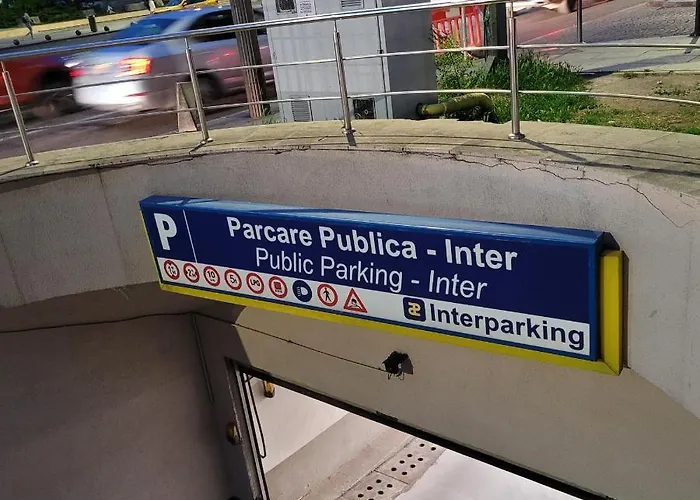 P
Parcare Publica - Inter
Public Parking - Inter
Interparking